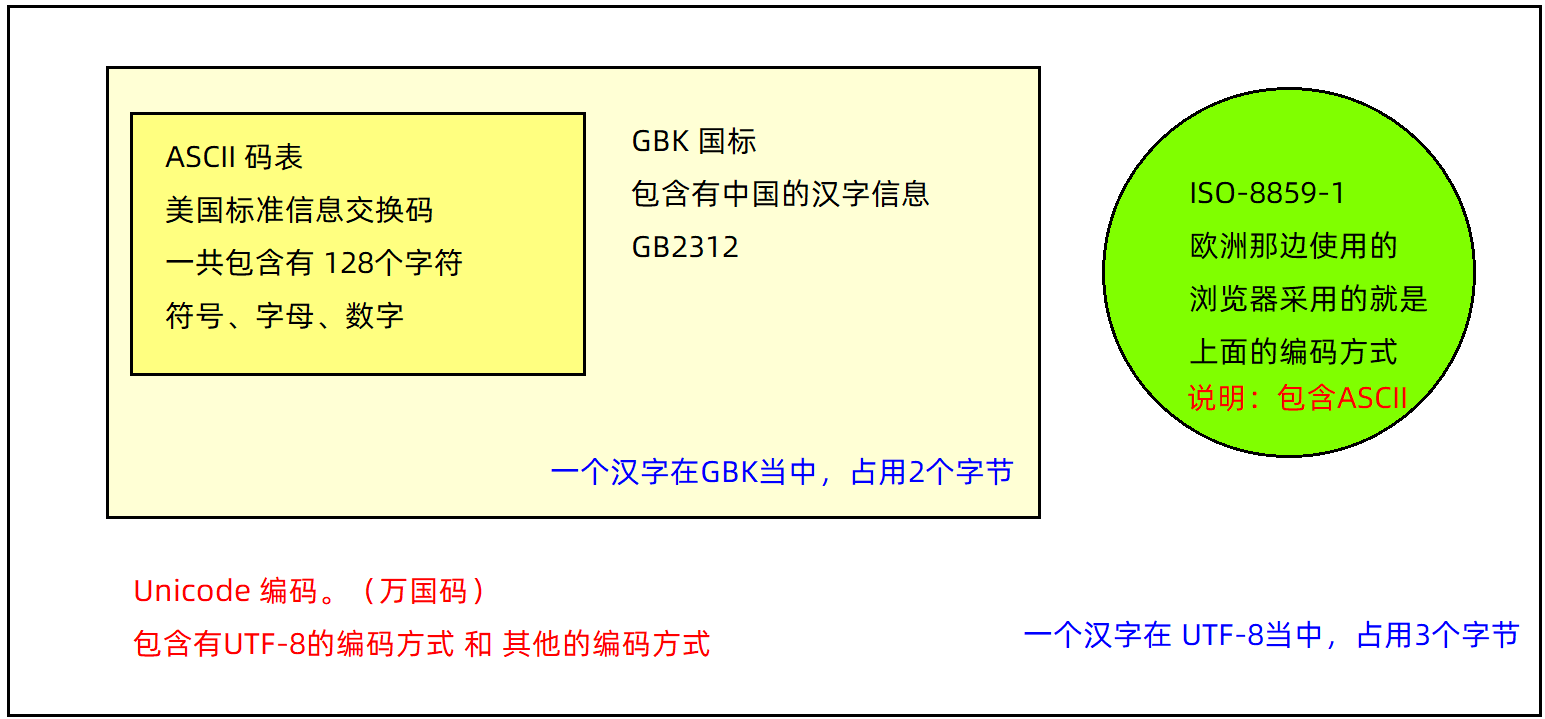 ASCII 码表
美国标准信息交换码
一共包含有 128个字符
符号、字母、数字
GBK 国标
包含有中国的汉字信息
GB2312
一个汉字在GBK当中，占用2个字节
ISO-8859-1
欧洲那边使用的
浏览器采用的就是
上面的编码方式
说明：包含ASCII
Unicode 编码。（万国码）
包含有UTF-8的编码方式 和 其他的编码方式
一个汉字在 UTF-8当中，占用3个字节